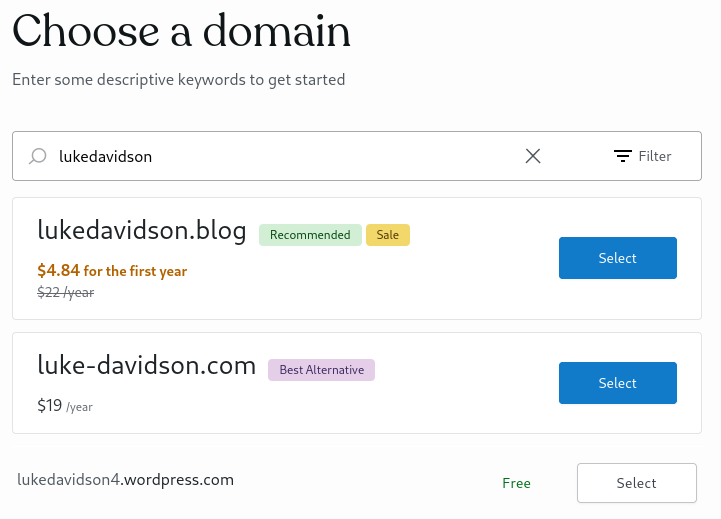 Choose a domain
Enter some descriptive keywords to get started
lukedavidson Filter
lukedavidson.blog Recommended Sale
$4.84 for the first year
$22 /year
Select
luke-davidson.com Best Alternative
$19 /year
Select
lukedavidson4.wordpress.com Free Select